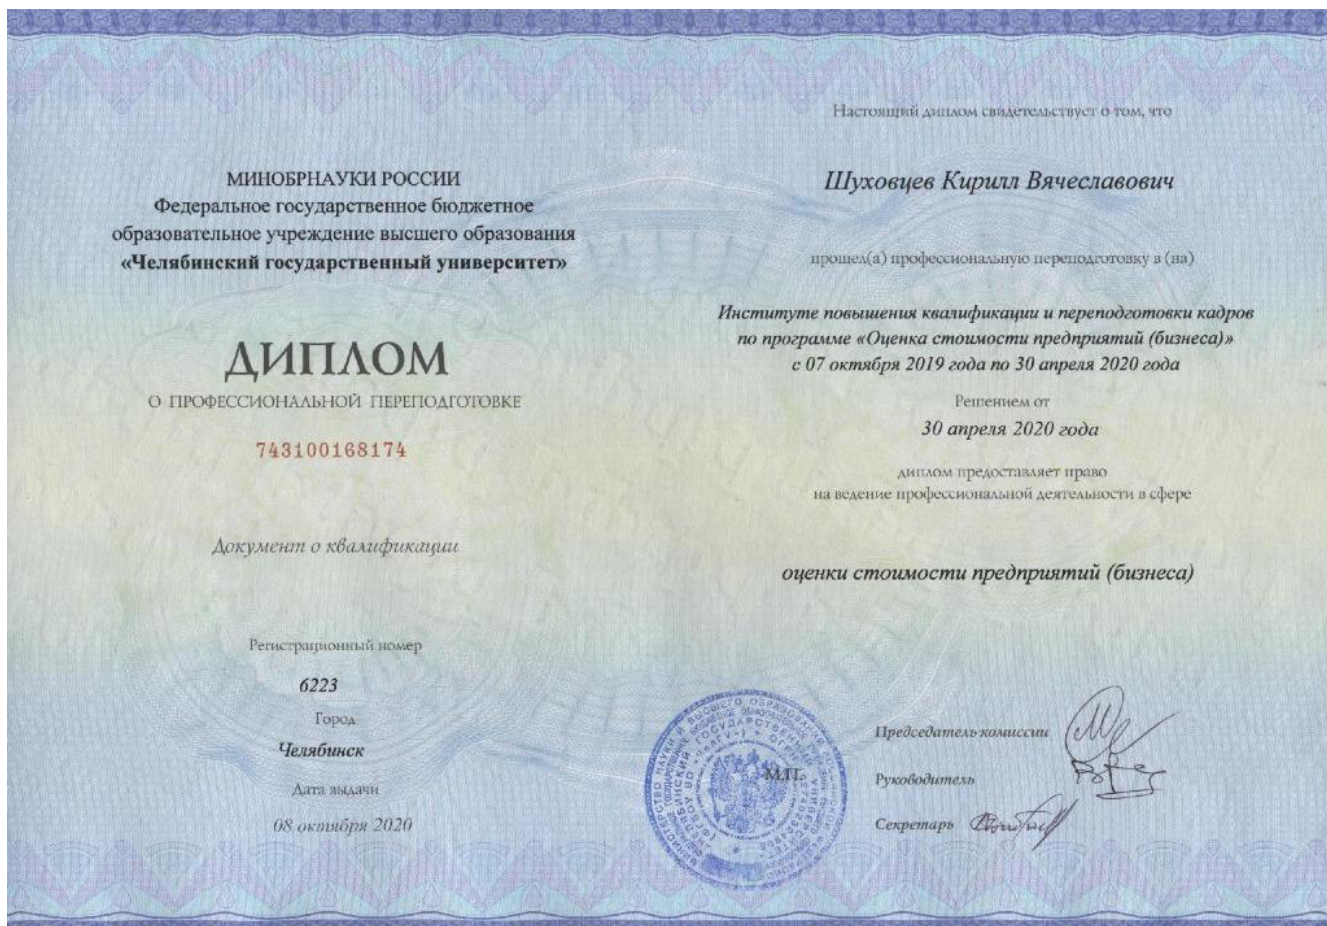 МИНОБРНАУКИ РОССИИ
Федеральное государственное бюджетное
образовательное учреждение высшего образования
«Челябинский государственный университет»
ДИПЛОМ
О ПРОФЕССИОНАЛЬНОЙ ПЕРЕПОДГОТОВКЕ
743100168174
Документ о квалификации
Регистрационный номер
6223
Город
Челябинск
Дата выдачи
08 октября 2020
Настоящий диплом свидетельствует о том, что
Шуховцев Кирилл Вячеславович
прошел(а) профессиональную переподготовку в (на)
Институте повышения квалификации и переподготовки кадров
по программе «Оценка стоимости предприятий (бизнеса)»
с 07 октября 2019 года по 30 апреля 2020 года
Решением от
30 апреля 2020 года
диплом предоставляет право
на ведение профессиональной деятельности в сфере
оценки стоимости предприятий (бизнеса)
М.П.
Председатель комиссии
Руководитель
Секретарь